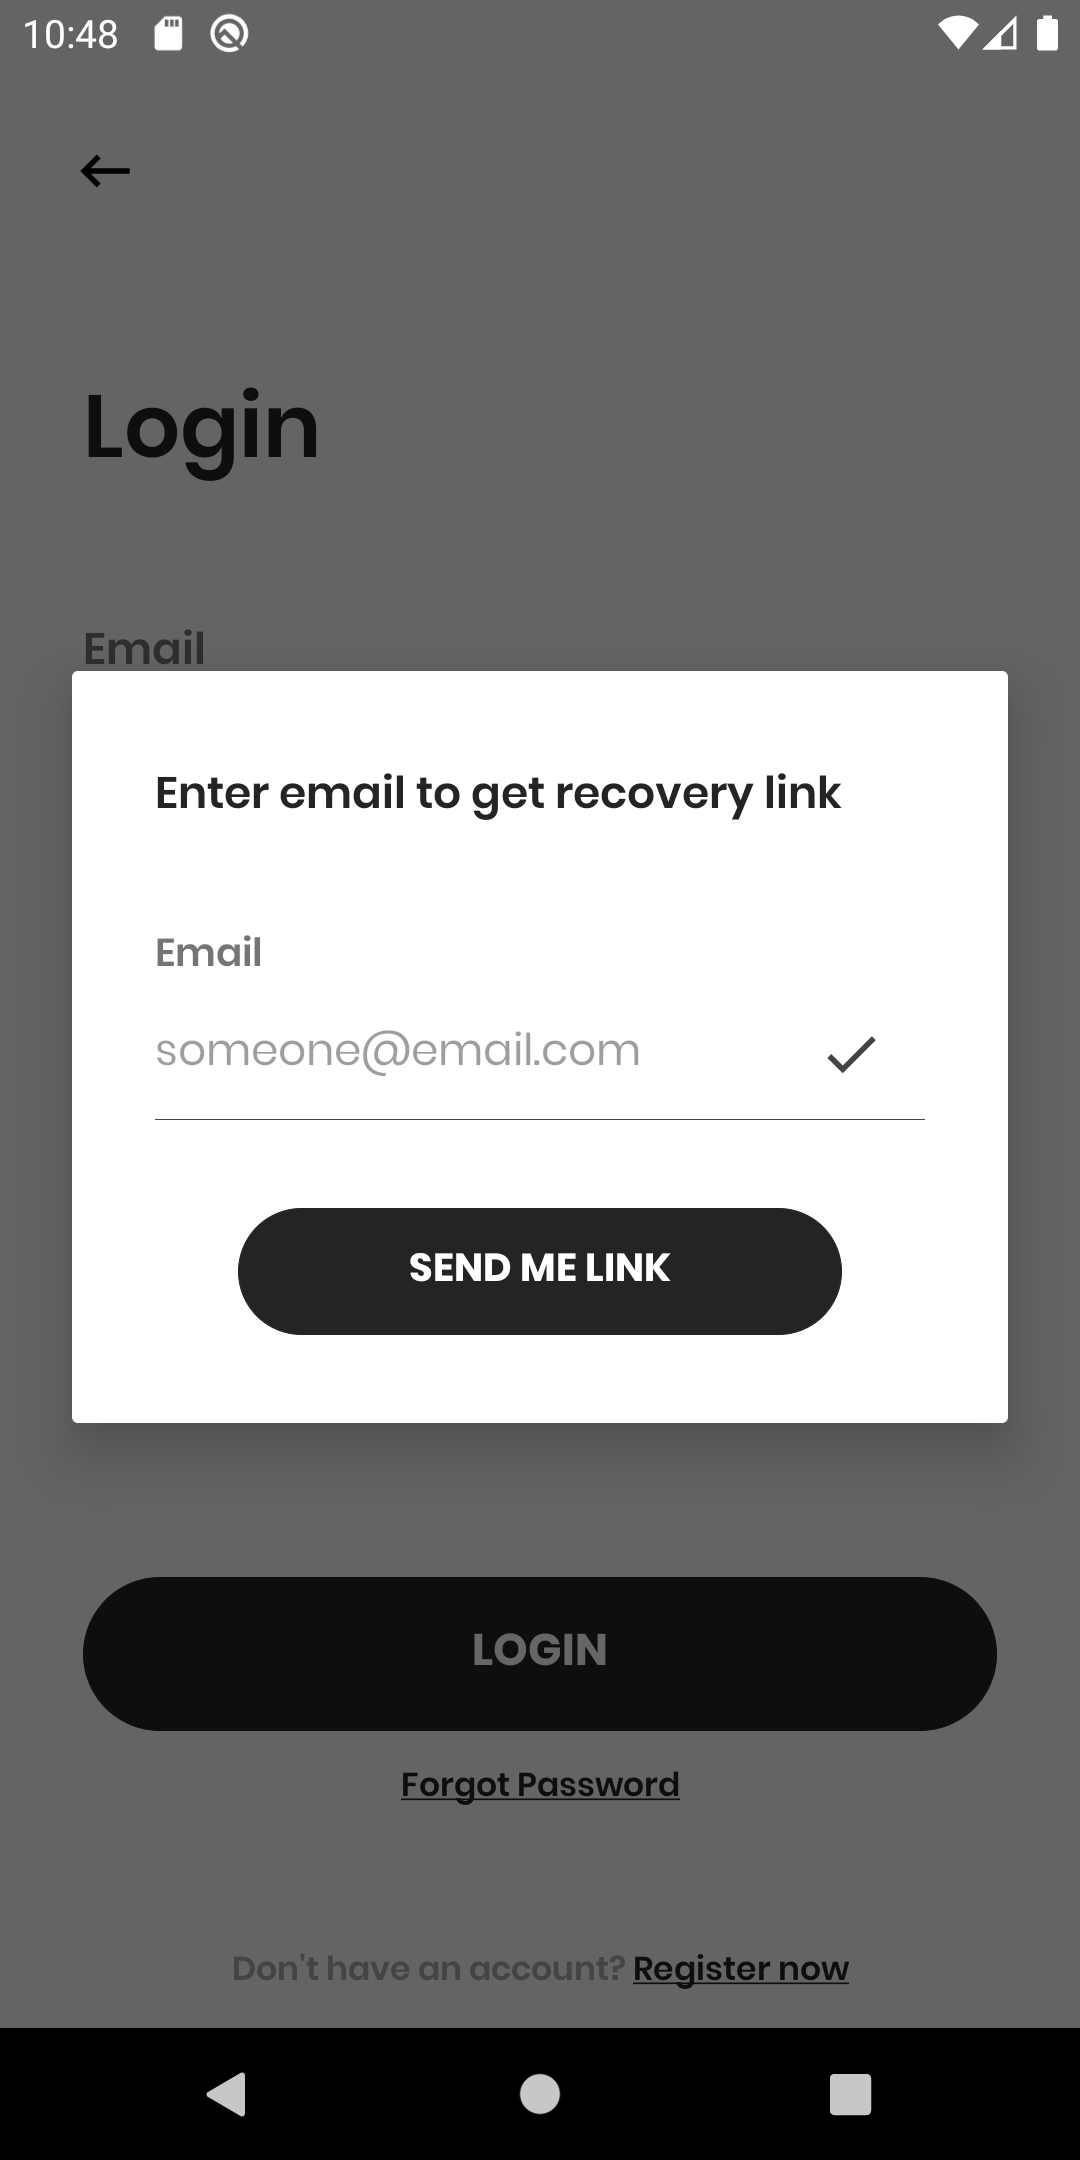 10:48
Login
Email
Enter email to get recovery link
Email
someone@email.com
SEND ME LINK
LOGIN
Forgot Password
Don't have an account? Register now